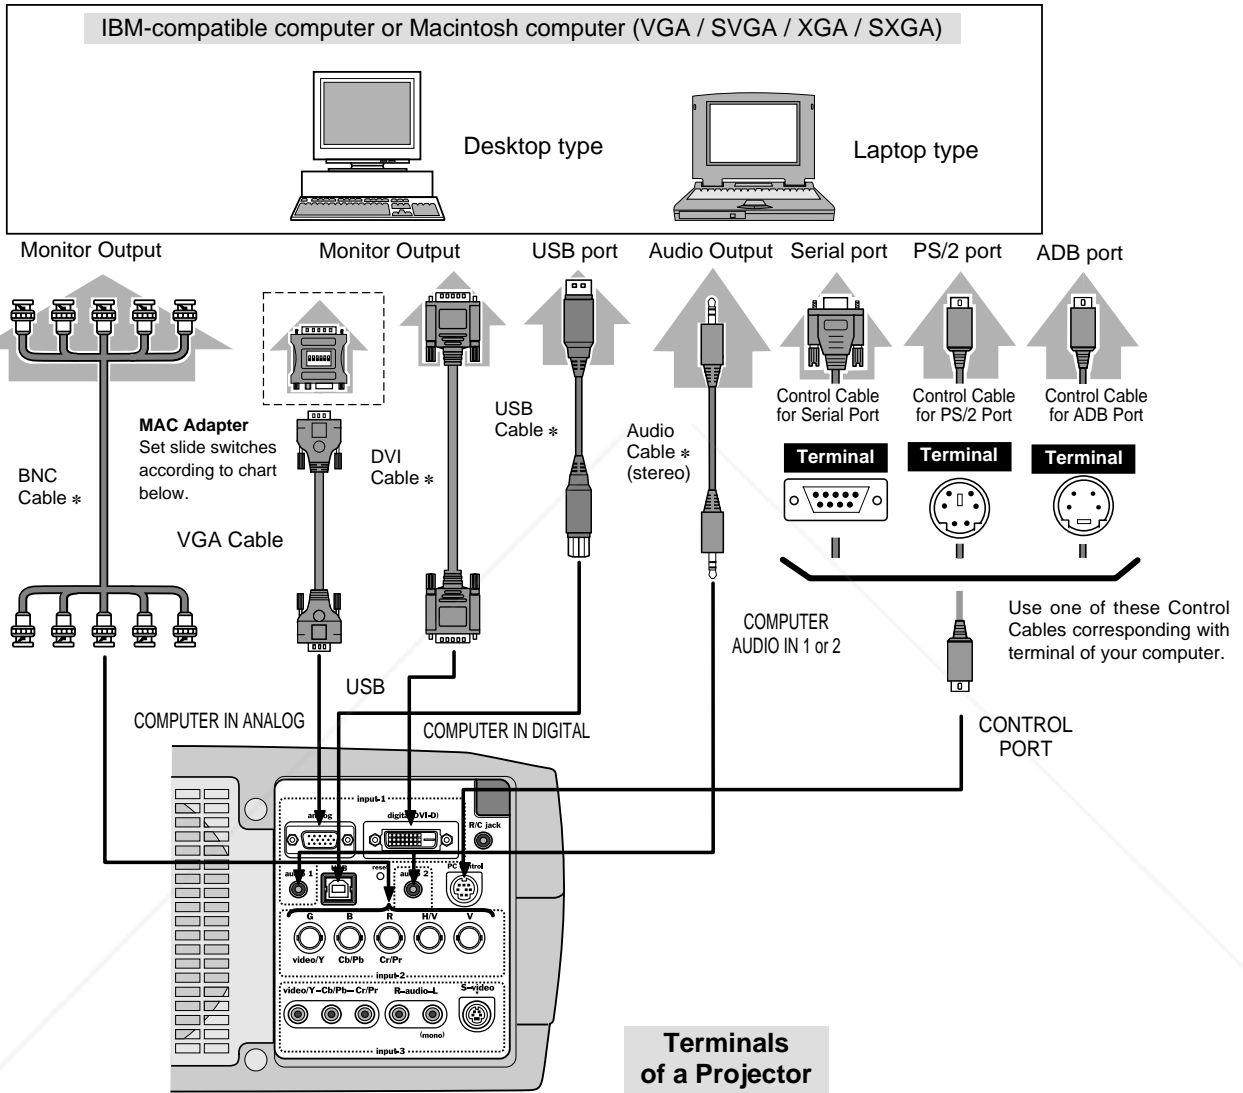 IBM-compatible computer or Macintosh computer (VGA / SVGA / XGA / SXGA)
Desktop type
Laptop type
Monitor Output
Monitor Output
USB port
Audio Output
Serial port
PS/2 port
ADB port
Control Cable
for Serial Port
Control Cable
for PS/2 Port
Control Cable
for ADB Port
MAC Adapter
Set slide switches
according to chart
below.
BNC
Cable *
VGA Cable
DVI
Cable *
USB
Cable *
Audio
Cable *
(stereo)
Terminal
Terminal
Terminal
Use one of these Control
Cables corresponding with
terminal of your computer.
COMPUTER
AUDIO IN 1 or 2
USB
COMPUTER IN ANALOG
COMPUTER IN DIGITAL
CONTROL
PORT
input-1
analog
digital(DVI-D)
R/C jack
audio 1
USB
reset
audio 2
PC control
G
B
R
H/V
V
video/Y
Cb/Pb
Cr/Pr
input-2
video/Y–Cb/Pb–Cr/Pr
R–audio–L
S–video
(mono)
input-3
Terminals
of a Projector